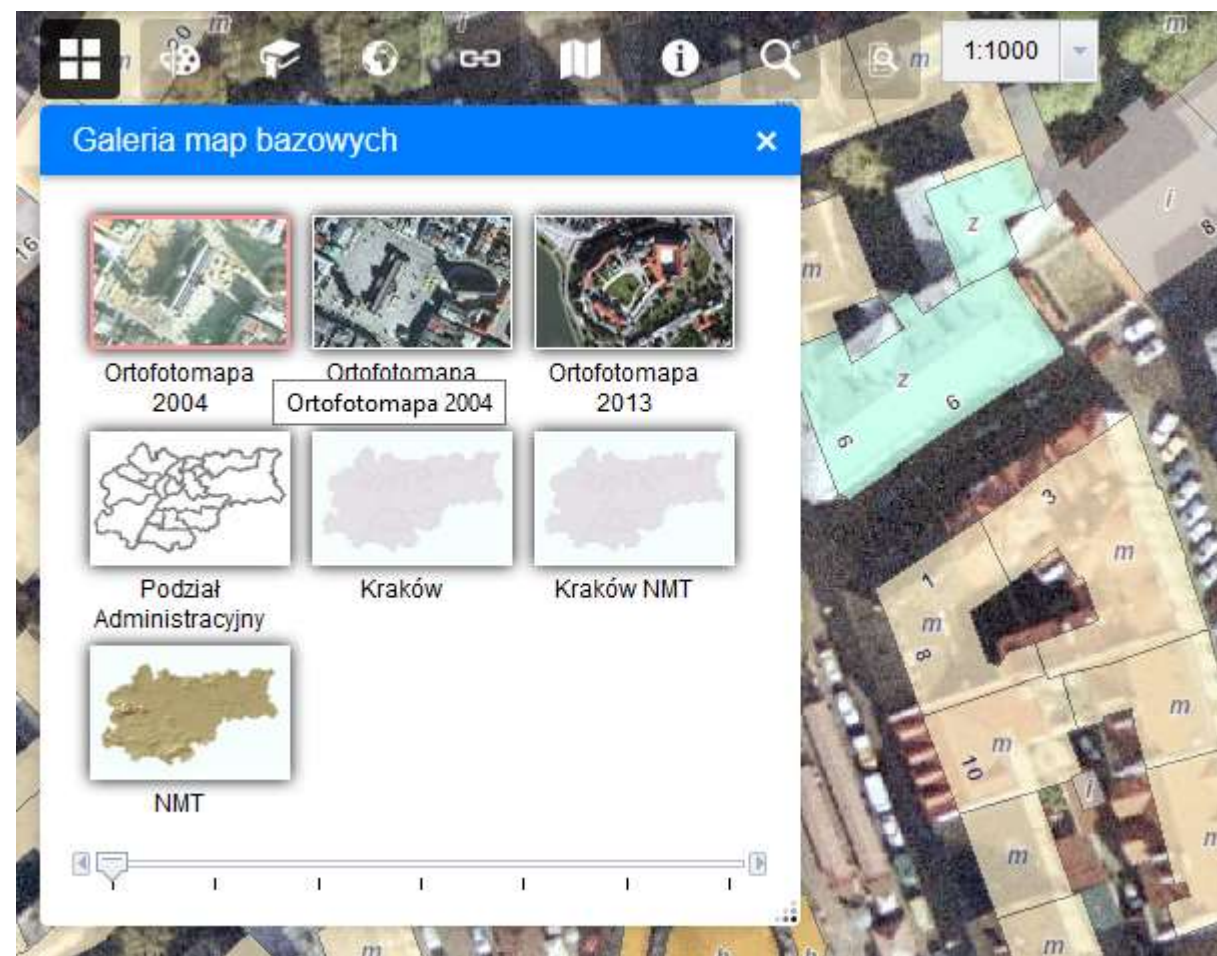 20
m
m
m
1:1000
m
Galeria map bazowych
16
i
8
z
m
Ortofotomapa
Ortofotomapa
Ortofotomapa
2004
Ortofotomapa 2004
2013
z
6
6
3
m
Podział
Kraków
Kraków NMT
Administracyjny
1
m
8
m
NMT
m
10
i
m
m
m